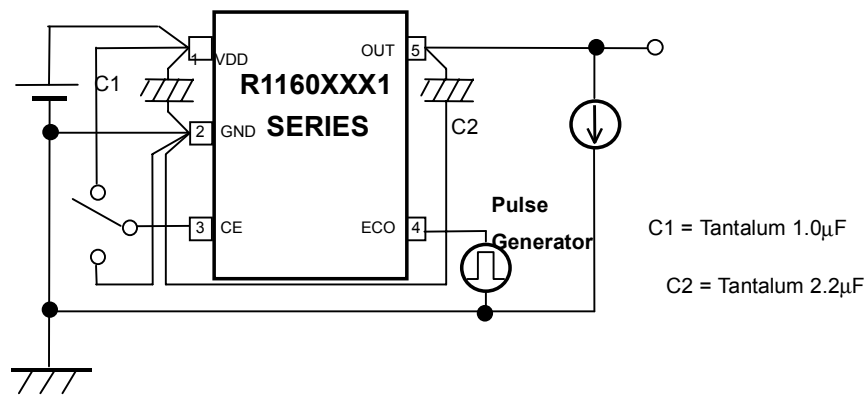 1 VDD
OUT 5
C1
R1160XXX1
SERIES
2 GND
C2
3 CE
ECO 4
Pulse
Generator
C1 = Tantalum 1.0μF
C2 = Tantalum 2.2μF